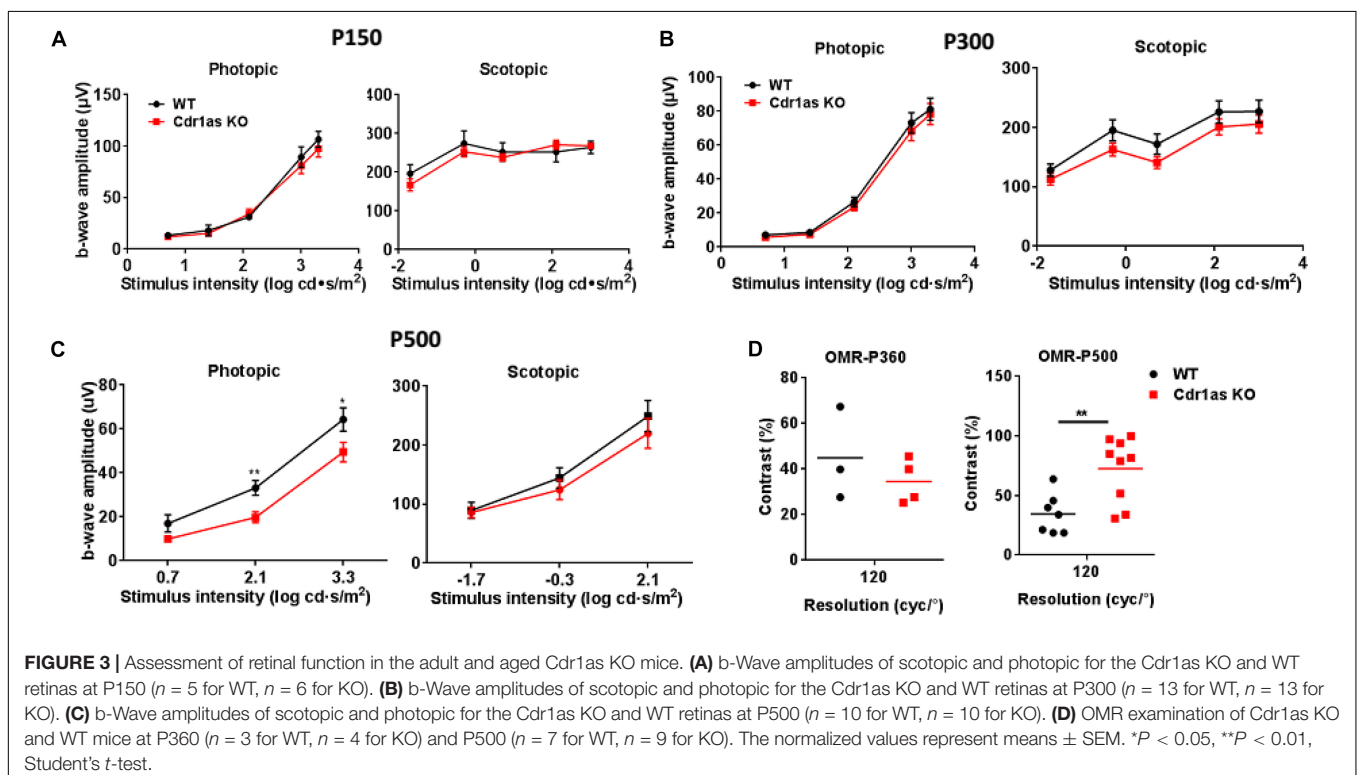 A
P150
Photopic
Scotopic
WT
Cdr1as KO
b-wave amplitude (µV)
150
100
50
0
0 1 2 3 4
Stimulus intensity (log cd•s/m²)
400
300
200
100
0
-2 0 2 4
Stimulus intensity (log cd•s/m²)
B
P300
Photopic
Scotopic
WT
Cdr1as KO
b-wave amplitude (µV)
100
80
60
40
20
0
0 1 2 3 4
Stimulus intensity (log cd·s/m²)
300
200
100
0
-2 0 2 4
Stimulus intensity (log cd·s/m²)
C
P500
Photopic
Scotopic
b-wave amplitude (uV)
80
60
40
20
0
** *
0.7 2.1 3.3
Stimulus intensity (log cd·s/m²)
300
200
100
0
-1.7 -0.3 2.1
Stimulus intensity (log cd·s/m²)
D
OMR-P360
Contrast (%)
80
60
40
20
0
120
Resolution (cyc/°)
OMR-P500
Contrast (%)
150
100
50
0
**
120
Resolution (cyc/°)
WT
Cdr1as KO
FIGURE 3 | Assessment of retinal function in the adult and aged Cdr1as KO mice. (A) b-Wave amplitudes of scotopic and photopic for the Cdr1as KO and WT
retinas at P150 (n = 5 for WT, n = 6 for KO). (B) b-Wave amplitudes of scotopic and photopic for the Cdr1as KO and WT retinas at P300 (n = 13 for WT, n = 13 for
KO). (C) b-Wave amplitudes of scotopic and photopic for the Cdr1as KO and WT retinas at P500 (n = 10 for WT, n = 10 for KO). (D) OMR examination of Cdr1as KO
and WT mice at P360 (n = 3 for WT, n = 4 for KO) and P500 (n = 7 for WT, n = 9 for KO). The normalized values represent means ± SEM. *P < 0.05, **P < 0.01,
Student's t-test.